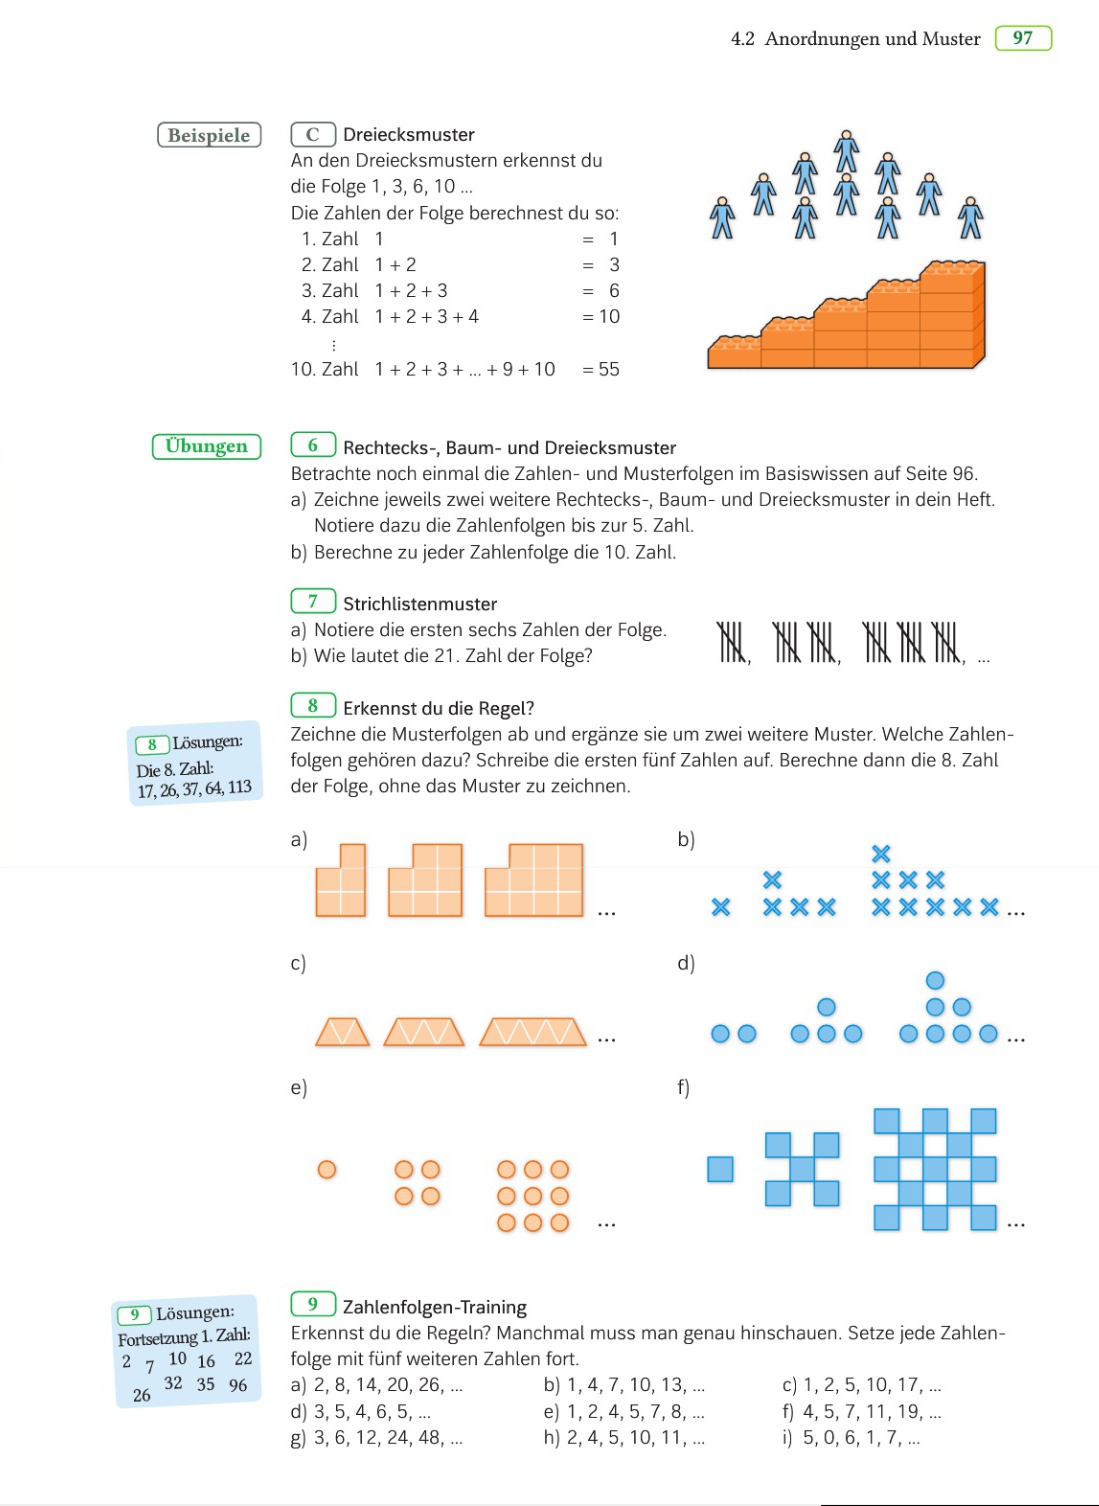 4.2 Anordnungen und Muster 97
Beispiele
C Dreiecksmuster
An den Dreiecksmustern erkennst du
die Folge 1, 3, 6, 10 ...
Die Zahlen der Folge berechnest du so:
1. Zahl 1 = 1
2. Zahl 1 + 2 = 3
3. Zahl 1 + 2 + 3 = 6
4. Zahl 1 + 2 + 3 + 4 = 10
⋮
10. Zahl 1 + 2 + 3 + ... + 9 + 10 = 55
Übungen
6 Rechtecks-, Baum- und Dreiecksmuster
Betrachte noch einmal die Zahlen- und Musterfolgen im Basiswissen auf Seite 96.
a) Zeichne jeweils zwei weitere Rechtecks-, Baum- und Dreiecksmuster in dein Heft.
Notiere dazu die Zahlenfolgen bis zur 5. Zahl.
b) Berechne zu jeder Zahlenfolge die 10. Zahl.
7 Strichlistenmuster
a) Notiere die ersten sechs Zahlen der Folge.
b) Wie lautet die 21. Zahl der Folge?
, , , ...
8 Erkennst du die Regel?
Zeichne die Musterfolgen ab und ergänze sie um zwei weitere Muster. Welche Zahlen-
folgen gehören dazu? Schreibe die ersten fünf Zahlen auf. Berechne dann die 8. Zahl
der Folge, ohne das Muster zu zeichnen.
8 Lösungen:
Die 8. Zahl:
17, 26, 37, 64, 113
a) ...
b) ...
c) ...
d) ...
e) ...
f) ...
9 Lösungen:
Fortsetzung 1. Zahl:
2 7 10 16 22
26 32 35 96
9 Zahlenfolgen-Training
Erkennst du die Regeln? Manchmal muss man genau hinschauen. Setze jede Zahlen-
folge mit fünf weiteren Zahlen fort.
a) 2, 8, 14, 20, 26, ... b) 1, 4, 7, 10, 13, ... c) 1, 2, 5, 10, 17, ...
d) 3, 5, 4, 6, 5, ... e) 1, 2, 4, 5, 7, 8, ... f) 4, 5, 7, 11, 19, ...
g) 3, 6, 12, 24, 48, ... h) 2, 4, 5, 10, 11, ... i) 5, 0, 6, 1, 7, ...